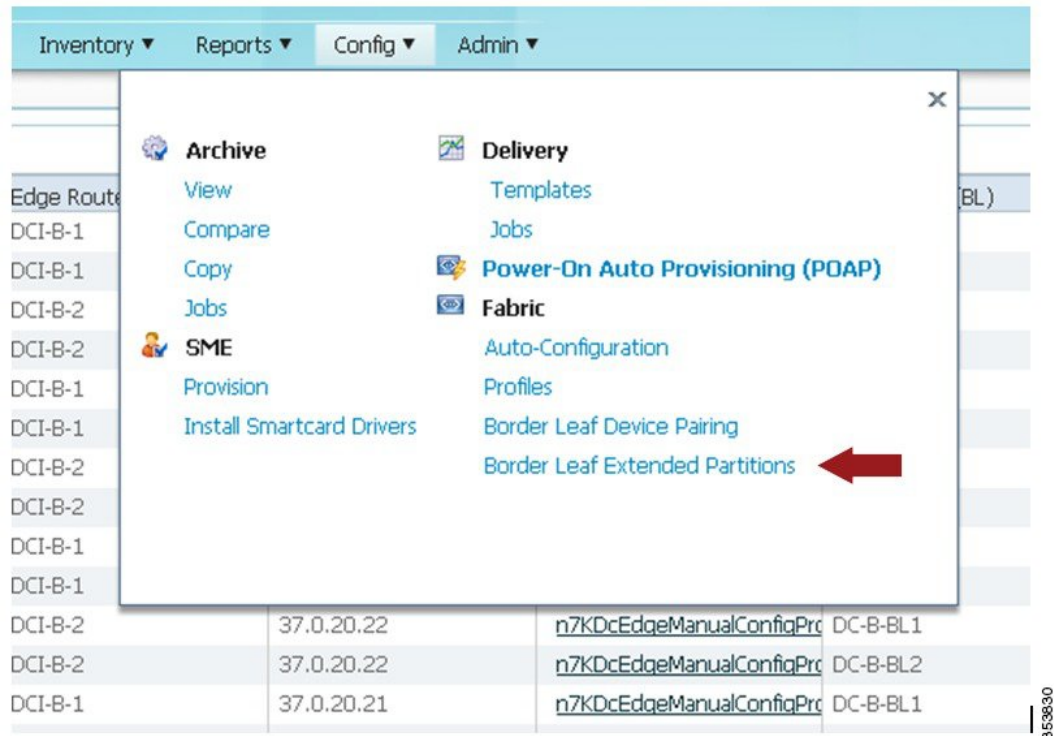 Inventory ▼ Reports ▼ Config ▼ Admin ▼
×
Archive
View
Compare
Copy
Jobs
SME
Provision
Install Smartcard Drivers
Delivery
Templates
Jobs
Power-On Auto Provisioning (POAP)
Fabric
Auto-Configuration
Profiles
Border Leaf Device Pairing
Border Leaf Extended Partitions
Edge Route (BL)
DCI-B-1
DCI-B-1
DCI-B-2
DCI-B-2
DCI-B-1
DCI-B-1
DCI-B-2
DCI-B-2
DCI-B-1
DCI-B-1
DCI-B-2 37.0.20.22 n7KDcEdgeManualConfigPro DC-B-BL1
DCI-B-2 37.0.20.22 n7KDcEdgeManualConfigPro DC-B-BL2
DCI-B-1 37.0.20.21 n7KDcEdgeManualConfigPro DC-B-BL1
353830